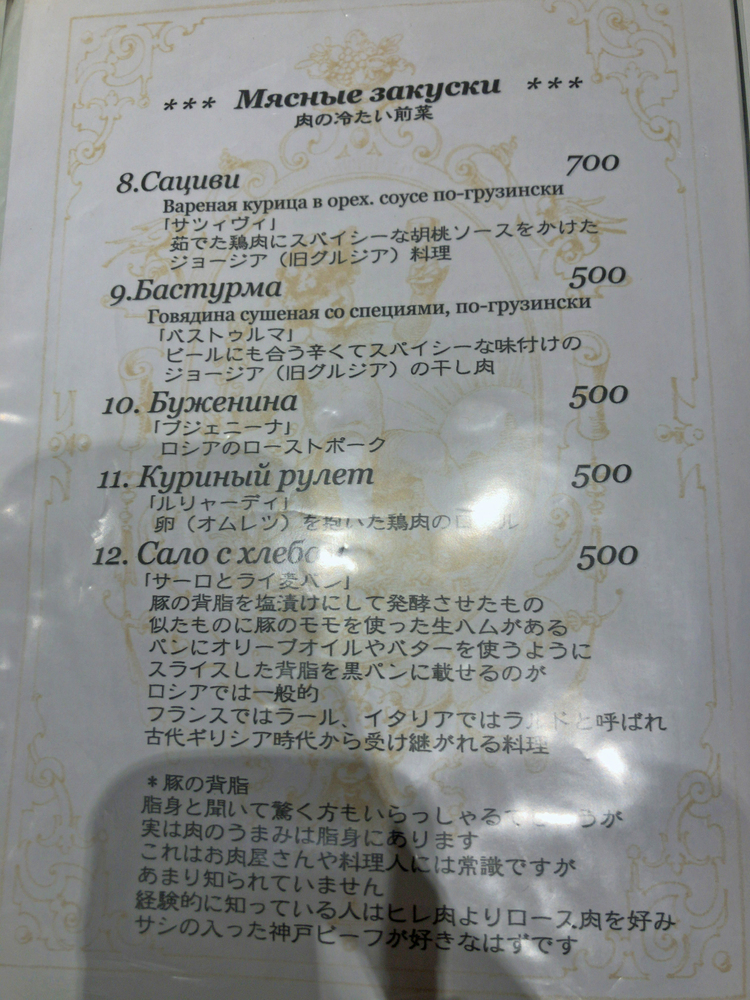 *** Мясные закуски ***
肉の冷たい前菜
8.Сациви 700
Вареная курица в орех. соусе по-грузински
「サツィヴィ」
茹でた鶏肉にスパイシーな胡桃ソースをかけた
ジョージア（旧グルジア）料理
9.Бастурма 500
Говядина сушеная со специями, по-грузински
「バストゥルマ」
ビールにも合う辛くてスパイシーな味付けの
ジョージア（旧グルジア）の干し肉
10. Буженина 500
「ブジェニーナ」
ロシアのローストポーク
11. Куриный рулет 500
「ルリャーディ」
卵（オムレツ）を抱いた鶏肉の
12. Сало с 500
「サーロとライ麦パン」
豚の背脂を塩漬けにして発酵させたもの
似たものに豚のモモを使った生ハムがある
パンにオリーブオイルやバターを使うように
スライスした背脂を黒パンに載せるのが
ロシアでは一般的
フランスではラール、イタリアではラルドと呼ばれ
古代ギリシア時代から受け継がれる料理
*豚の背脂
脂身と聞いて驚く方もいらっしゃる
実は肉のうまみは脂身にあります
これはお肉屋さんや料理人には常識ですが
あまり知られていません
経験的に知っている人はヒレ肉よりロース肉を好み
サシの入った神戸ビーフが好きなはずです